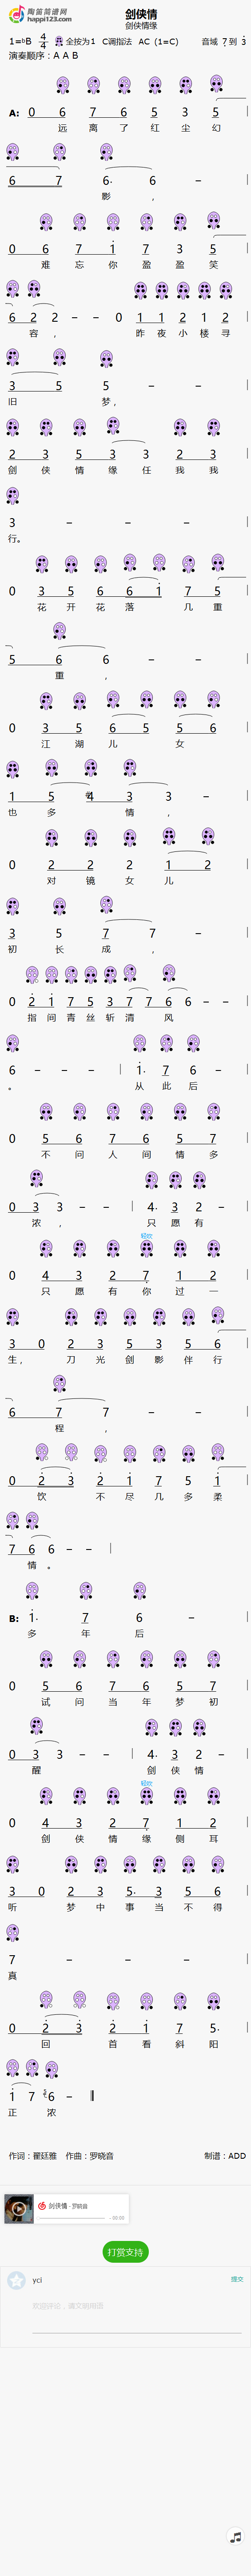 陶笛简谱网
happi123.com
剑侠情
剑侠情缘
1=ᵇB 4/4 全按为1 C调指法 AC (1=C) 音域 7̣ 到 3̇
演奏顺序：A A B
A: 0 6 7 6 5 3 5
远 离 了 红 尘 幻
6 7 6· 6 –
影 ，
0 6 7 1̇ 7 3 5
难 忘 你 盈 盈 笑
6 2 2 – – 0 1 1 2 1 2
容 ， 昨 夜 小 楼 寻
3 5 5 – –
旧 梦，
2 3 5 3 3 2 3
剑 侠 情 缘 任 我 我
3 – – –
行。
0 3 5 6 6 1̇ 7 5
花 开 花 落 几 重
5 6 6 – –
重 ，
0 3 5 6 5 5 6
江 湖 儿 女
1 5 4 3 3 –
也 多 情 ，
0 2 2 2 1 2
对 镜 女 儿
3 5 7 7 –
初 长 成 ，
0 2̇ 1̇ 7 5 3 7 7 6 6 – –
指 间 青 丝 斩 清 风
6 – – – | 1̇· 7 6 –
。 从 此 后
0 5 6 7 6 5 7
不 问 人 间 情 多
0 3 3 – – | 4· 3 2 –
浓 ， 只 愿 有
轻吹
0 4 3 2 7̣ 1 2
只 愿 有 你 过 一
3 0 2 3 5 3 5 6
生， 刀 光 剑 影 伴 行
6 7 7 – –
程 ，
0 2̇ 3̇ 2̇ 1̇ 7 5 1̇
饮 不 尽 几 多 柔
7 6 6 – –
情 。
B: 1̇· 7 6 –
多 年 后
0 5 6 7 6 5 7
试 问 当 年 梦 初
0 3 3 – – | 4· 3 2 –
醒 剑 侠 情
轻吹
0 4 3 2 7̣ 1 2
剑 侠 情 缘 侧 耳
3 0 2 3 5· 3 5 6
听 梦 中 事 当 不 得
7 – – –
真
0 2̇ 3̇ 2̇ 1̇ 7 5·
回 首 看 斜 阳
1̇ 7 6 –
正 浓
作词：翟廷雅 作曲：罗晓音 制谱：ADD
剑侠情 - 罗晓音
- 00:00
打赏支持
ycl 提交